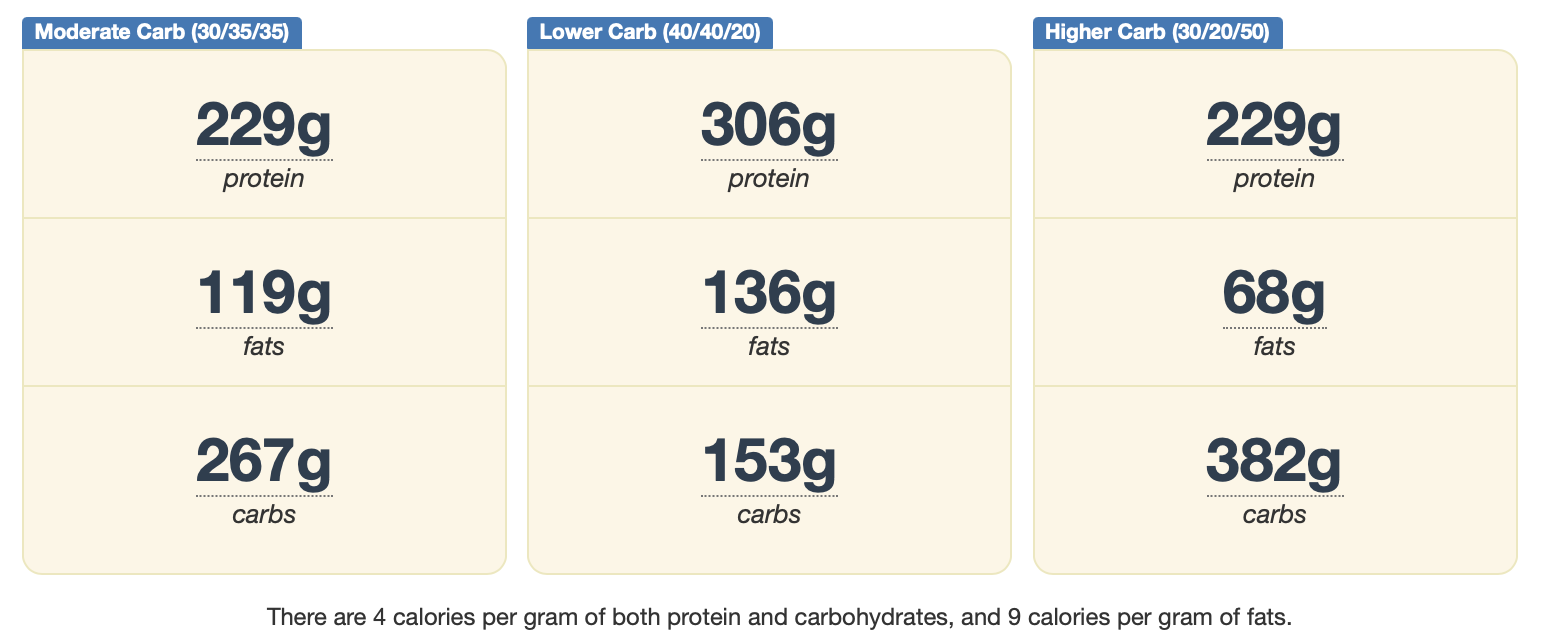 Moderate Carb (30/35/35)
229g
protein
119g
fats
267g
carbs
Lower Carb (40/40/20)
306g
protein
136g
fats
153g
carbs
Higher Carb (30/20/50)
229g
protein
68g
fats
382g
carbs
There are 4 calories per gram of both protein and carbohydrates, and 9 calories per gram of fats.